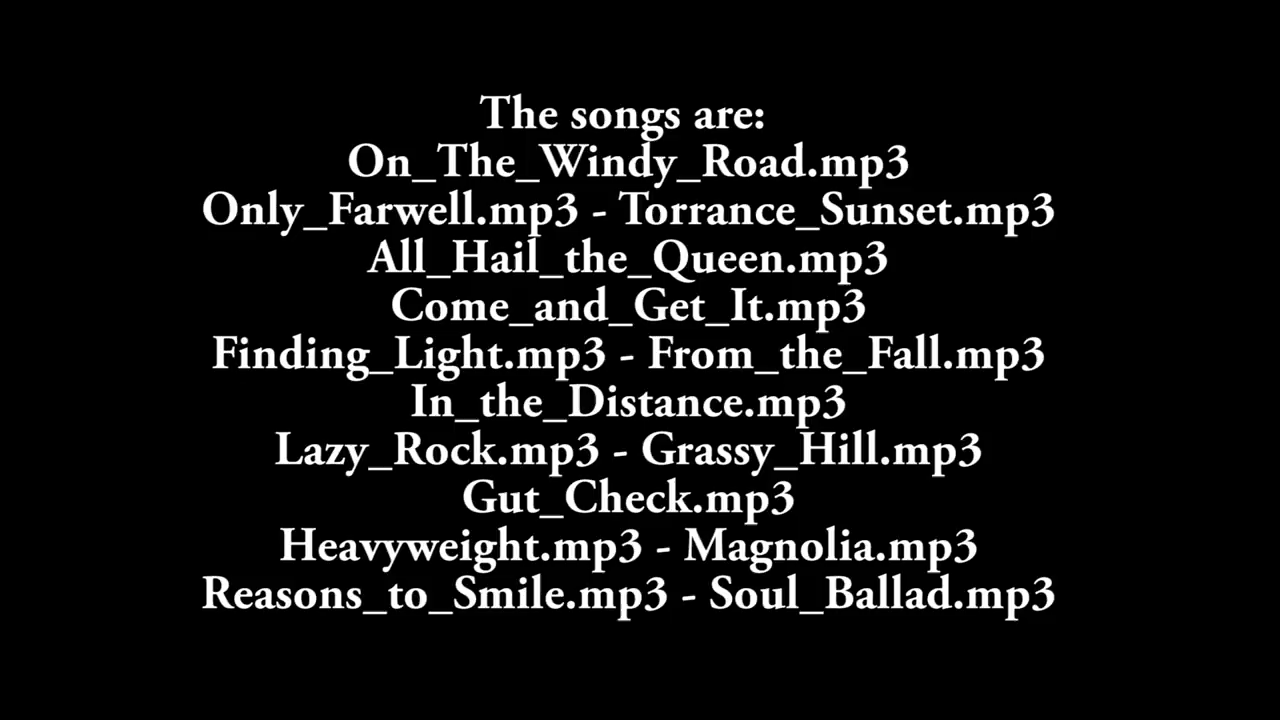 The songs are:
On_The_Windy_Road.mp3
Only_Farwell.mp3 - Torrance_Sunset.mp3
All_Hail_the_Queen.mp3
Come_and_Get_It.mp3
Finding_Light.mp3 - From_the_Fall.mp3
In_the_Distance.mp3
Lazy_Rock.mp3 - Grassy_Hill.mp3
Gut_Check.mp3
Heavyweight.mp3 - Magnolia.mp3
Reasons_to_Smile.mp3 - Soul_Ballad.mp3